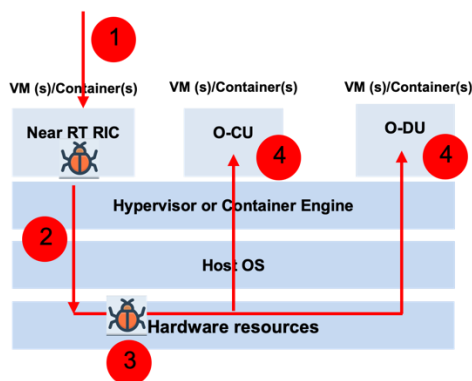 1
VM (s)/Container(s)
VM (s)/Container(s)
VM (s)/Container(s)
Near RT RIC
O-CU
O-DU
4
4
Hypervisor or Container Engine
2
Host OS
Hardware resources
3